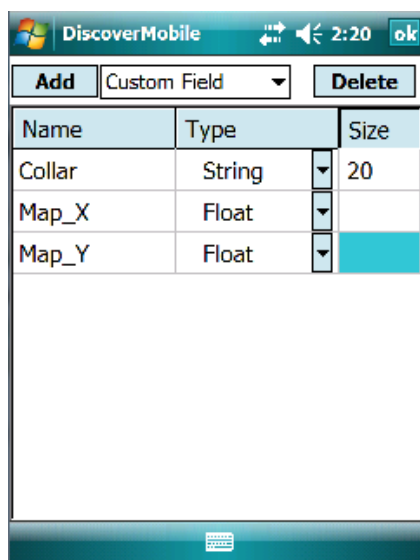 DiscoverMobile 2:20 ok
Add Custom Field Delete
Name Type Size
Collar String 20
Map_X Float
Map_Y Float